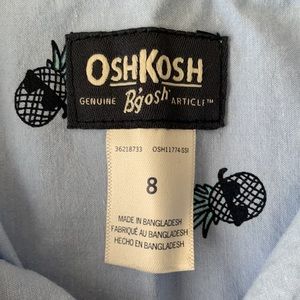 OSHKOSH
B'gosh
GENUINE ARTICLE™
36218733 OSH11774SSI
8
MADE IN BANGLADESH
FABRIQUÉ AU BANGLADESH
HECHO EN BANGLADESH